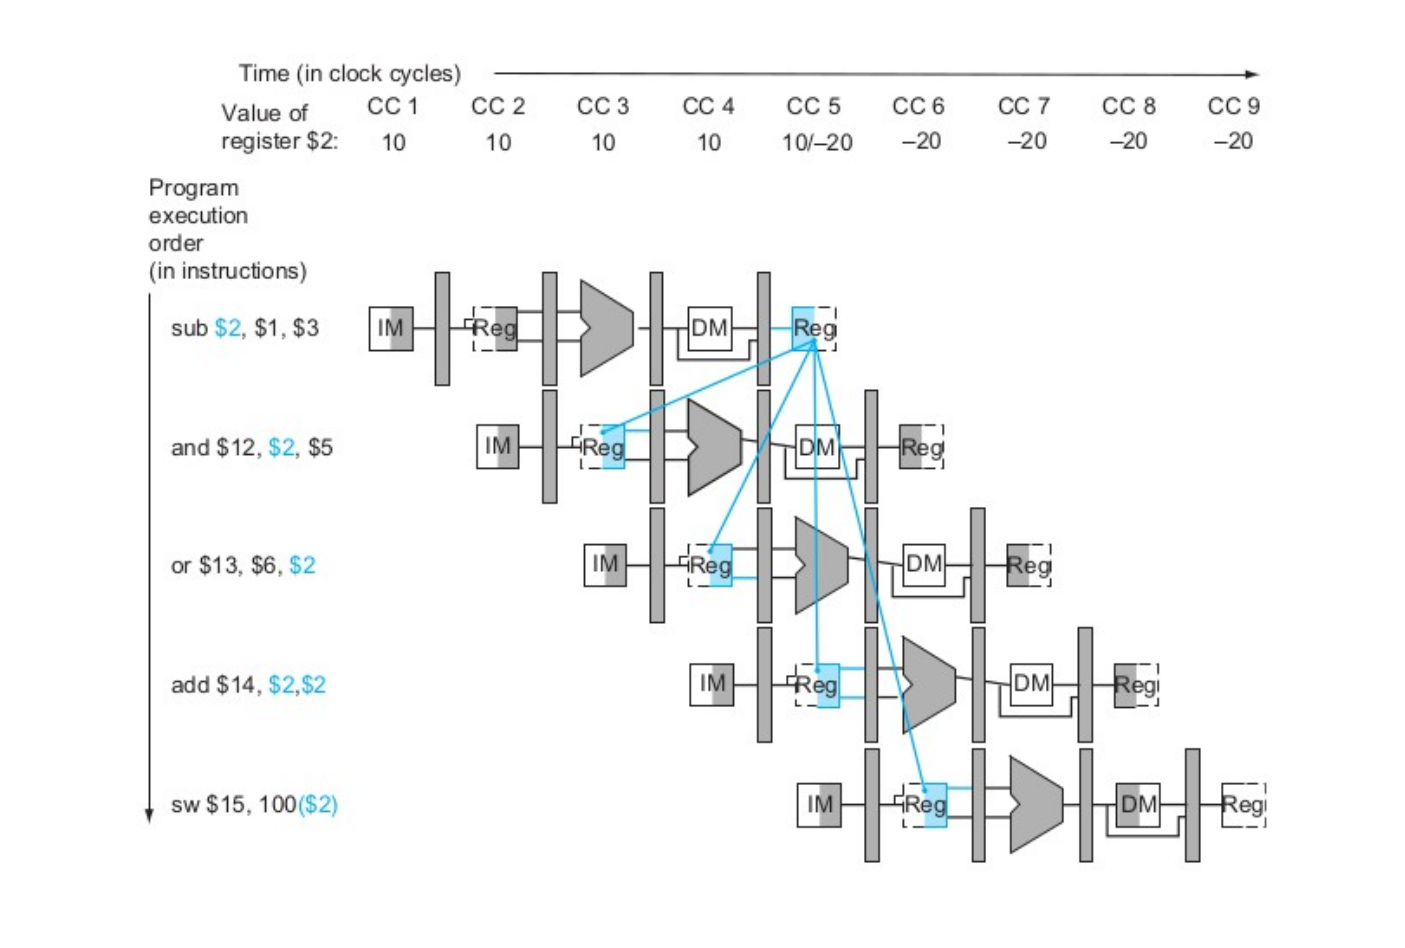 Time (in clock cycles)
CC 1 CC 2 CC 3 CC 4 CC 5 CC 6 CC 7 CC 8 CC 9
Value of
register $2: 10 10 10 10 10/–20 –20 –20 –20 –20
Program
execution
order
(in instructions)
sub $2, $1, $3 IM Reg DM Reg
and $12, $2, $5 IM Reg DM Reg
or $13, $6, $2 IM Reg DM Reg
add $14, $2,$2 IM Reg DM Reg
sw $15, 100($2) IM Reg DM Reg